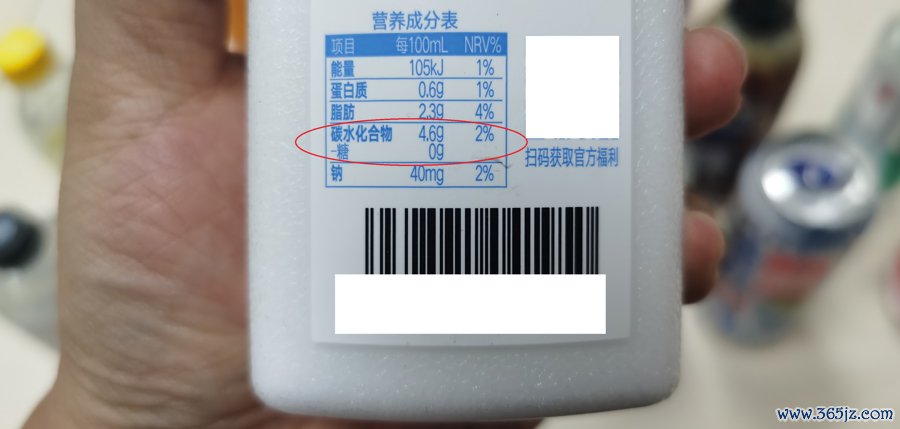 营养成分表
项目 每100mL NRV%
能量 105kJ 1%
蛋白质 0.6g 1%
脂肪 2.3g 4%
碳水化合物 4.6g 2%
-糖 0g
钠 40mg 2%
扫码获取官方福利
www.365jz.com